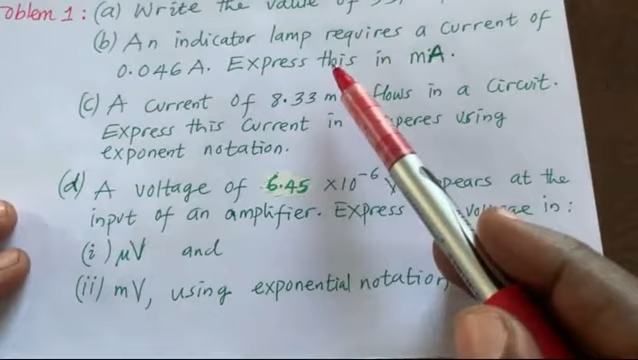 oblem 1: (a) Write the value of
(b) An indicator lamp requires a current of
0.046 A. Express this in mA.
(c) A current of 8.33 m flows in a circuit.
Express this current in peres using
exponent notation.
(d) A voltage of 6.45 ×10⁻⁶ V pears at the
input of an amplifier. Express in:
(i) μV and
(ii) mV, using exponential notation